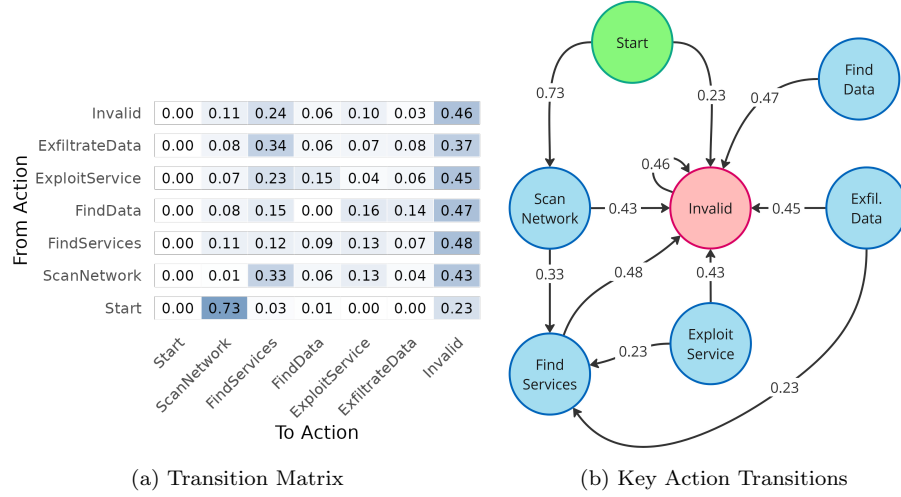 From Action
Invalid 0.00 0.11 0.24 0.06 0.10 0.03 0.46
ExfiltrateData 0.00 0.08 0.34 0.06 0.07 0.08 0.37
ExploitService 0.00 0.07 0.23 0.15 0.04 0.06 0.45
FindData 0.00 0.08 0.15 0.00 0.16 0.14 0.47
FindServices 0.00 0.11 0.12 0.09 0.13 0.07 0.48
ScanNetwork 0.00 0.01 0.33 0.06 0.13 0.04 0.43
Start 0.00 0.73 0.03 0.01 0.00 0.00 0.23
Start ScanNetwork FindServices FindData ExploitService ExfiltrateData Invalid
To Action
(a) Transition Matrix
Start
Find
Data
0.73
0.23
0.47
0.46
Scan
Network
0.43
Invalid
0.45
Exfil.
Data
0.33
0.48
0.43
Exploit
Service
0.23
Find
Services
0.23
(b) Key Action Transitions